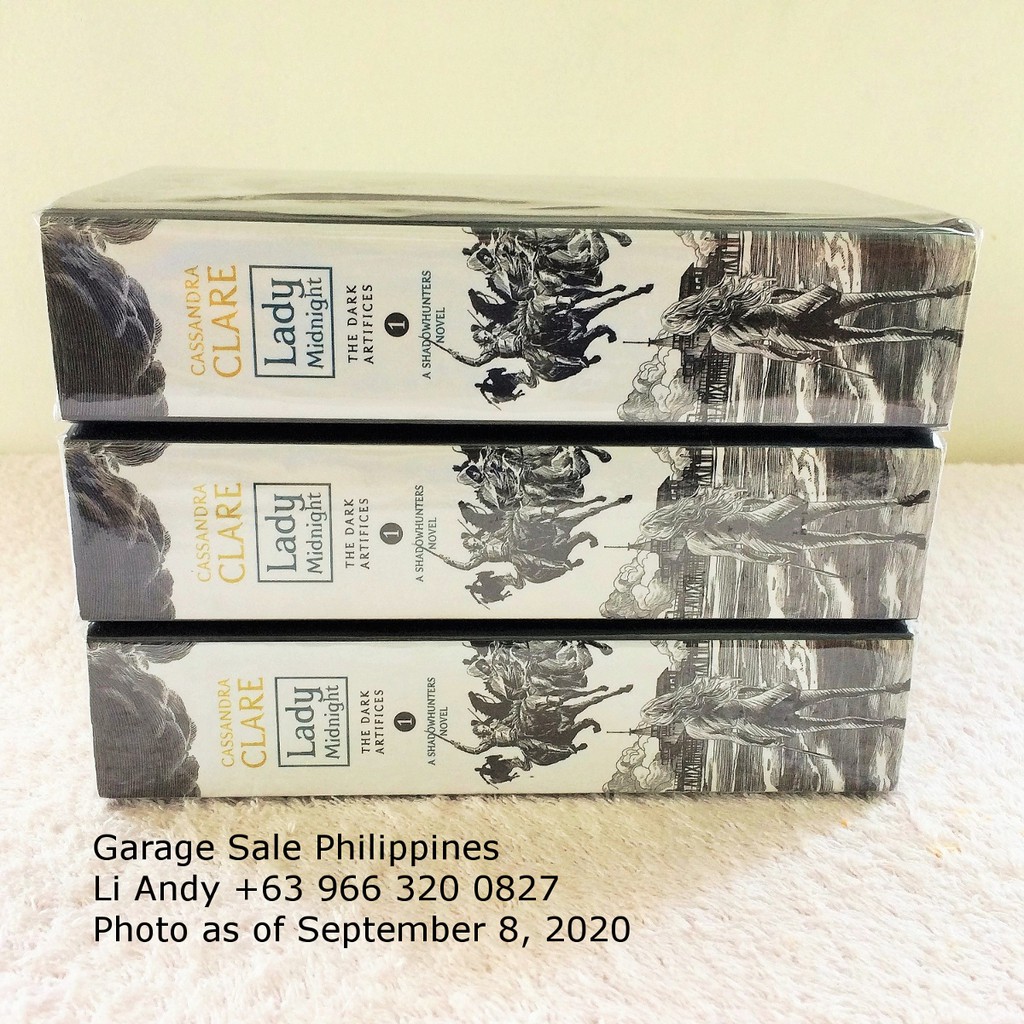 CASSANDRA
CLARE
Lady
Midnight
THE DARK
ARTIFICES
1
A SHADOWHUNTERS
NOVEL
CASSANDRA
CLARE
Lady
Midnight
THE DARK
ARTIFICES
1
A SHADOWHUNTERS
NOVEL
CASSANDRA
CLARE
Lady
Midnight
THE DARK
ARTIFICES
1
A SHADOWHUNTERS
NOVEL
Garage Sale Philippines
Li Andy +63 966 320 0827
Photo as of September 8, 2020